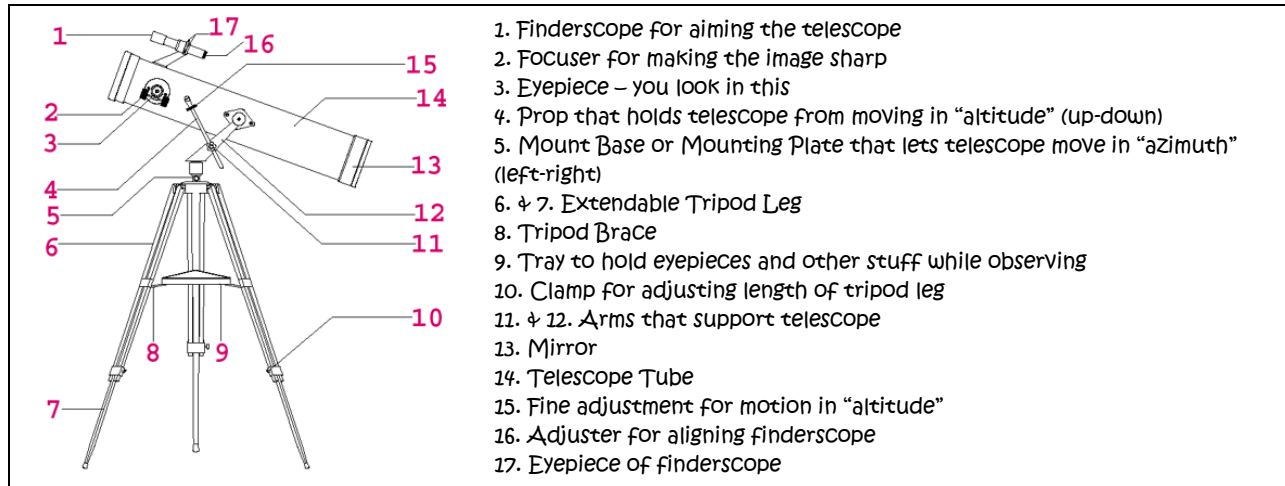 17
1
16
15
14
2
3
13
4
5
12
6
11
10
8
9
7
1. Finderscope for aiming the telescope
2. Focuser for making the image sharp
3. Eyepiece – you look in this
4. Prop that holds telescope from moving in “altitude” (up-down)
5. Mount Base or Mounting Plate that lets telescope move in “azimuth”
(left-right)
6. & 7. Extendable Tripod Leg
8. Tripod Brace
9. Tray to hold eyepieces and other stuff while observing
10. Clamp for adjusting length of tripod leg
11. & 12. Arms that support telescope
13. Mirror
14. Telescope Tube
15. Fine adjustment for motion in “altitude”
16. Adjuster for aligning finderscope
17. Eyepiece of finderscope